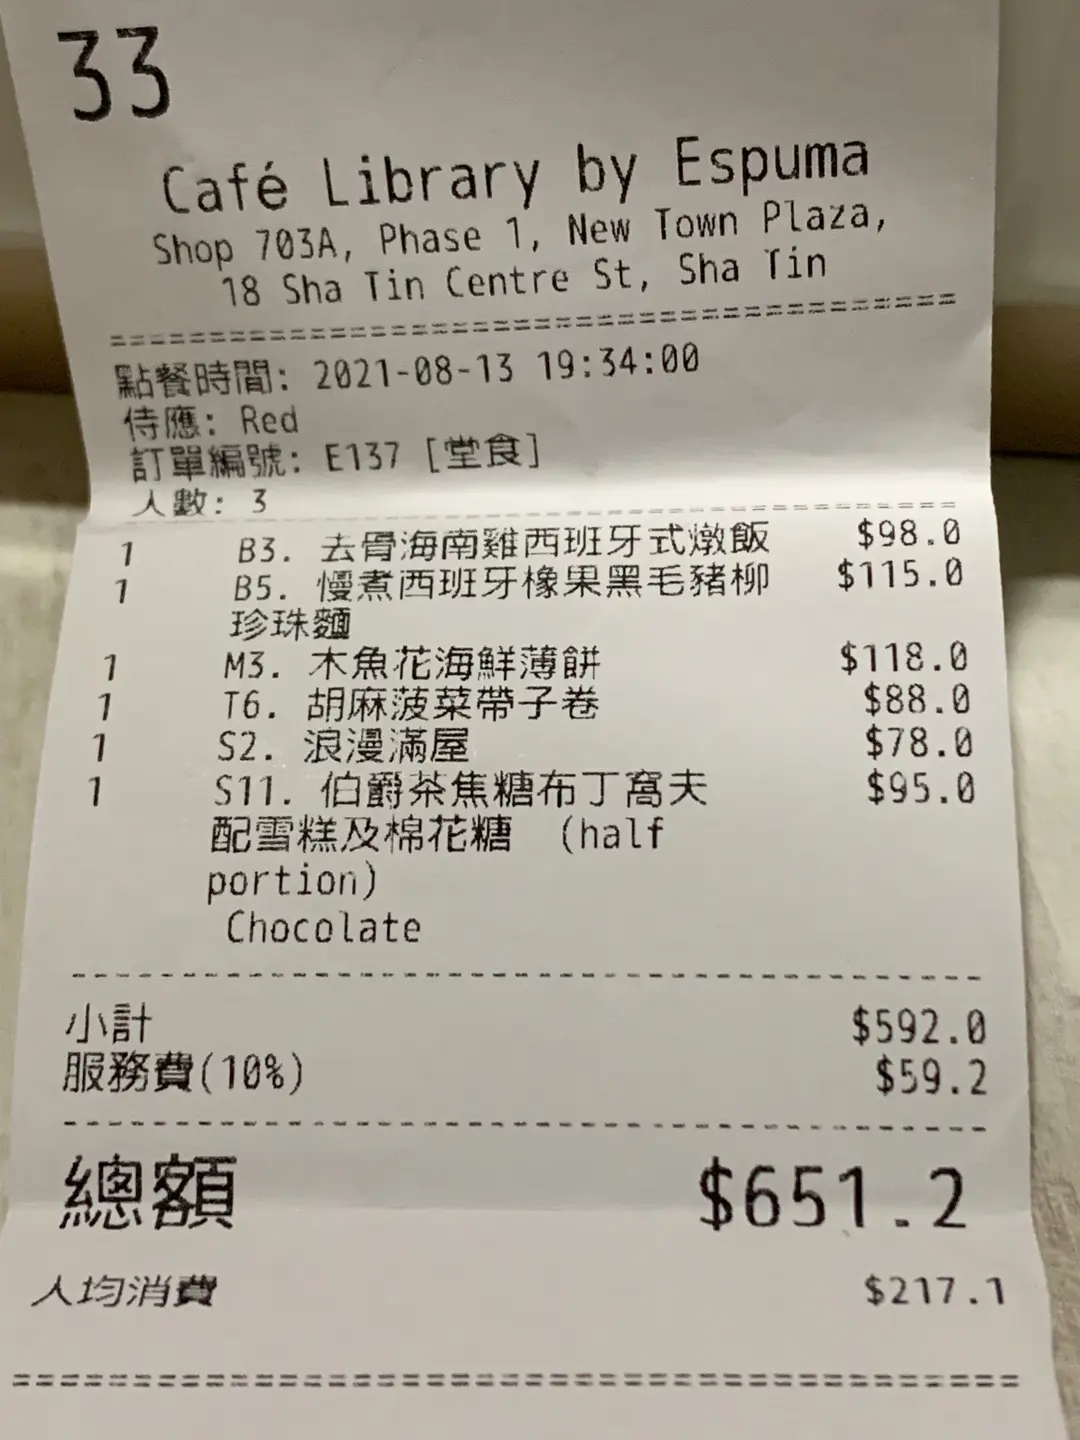 33
Café Library by Espuma
Shop 703A, Phase 1, New Town Plaza,
18 Sha Tin Centre St, Sha Tin
點餐時間: 2021-08-13 19:34:00
侍應: Red
訂單編號: E137 [堂食]
人數: 3
1 B3. 去骨海南雞西班牙式燉飯 $98.0
1 B5. 慢煮西班牙橡果黑毛豬柳 $115.0
珍珠麵
1 M3. 木魚花海鮮薄餅 $118.0
1 T6. 胡麻菠菜帶子卷 $88.0
1 S2. 浪漫滿屋 $78.0
1 S11. 伯爵茶焦糖布丁窩夫 $95.0
配雪糕及棉花糖 (half
portion)
Chocolate
小計 $592.0
服務費(10%) $59.2
總額 $651.2
人均消費 $217.1